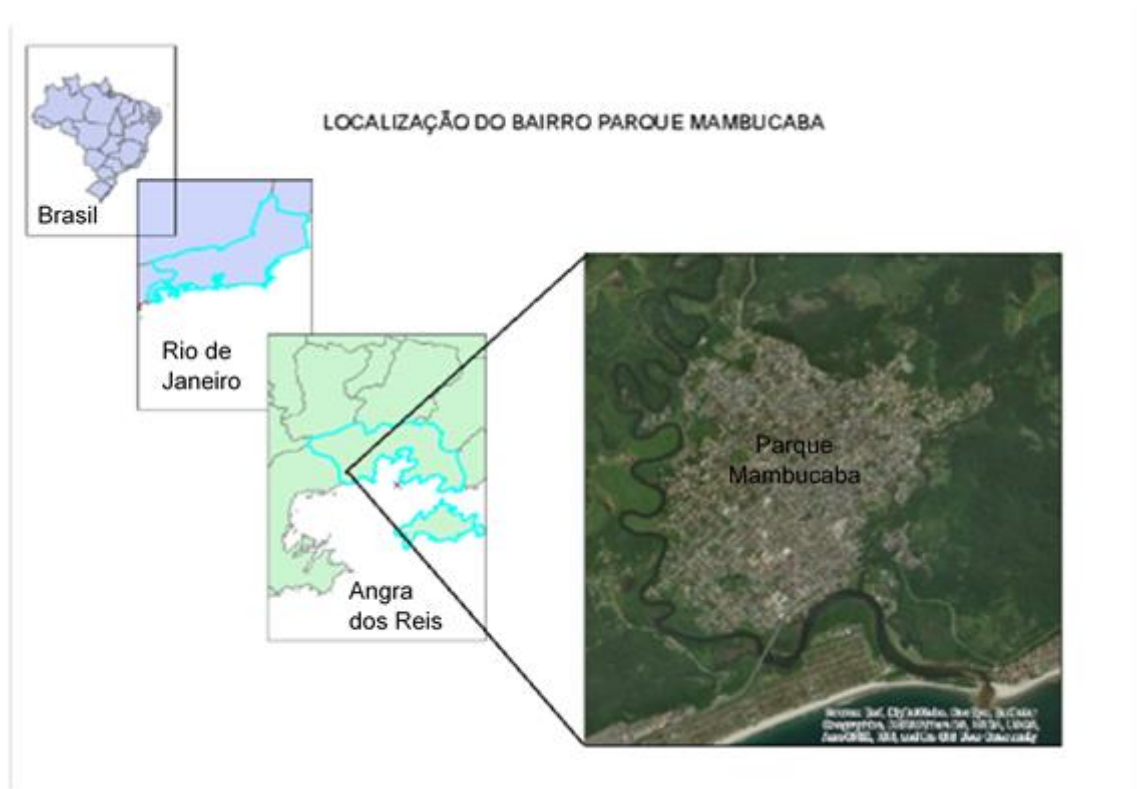 LOCALIZAÇÃO DO BAIRRO PARQUE MAMBUCABA
Brasil
Rio de
Janeiro
Angra
dos Reis
Parque
Mambucaba